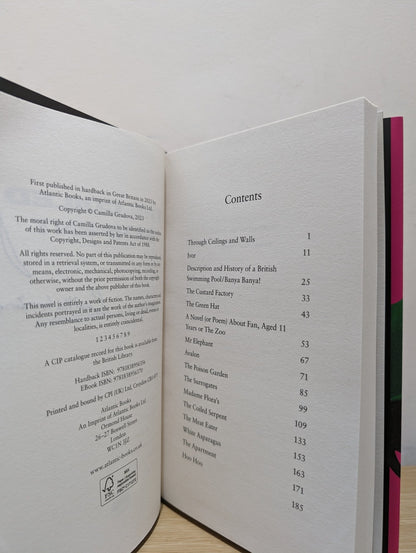 First published in hardback in Great Britain in 2023 by
Atlantic Books, an imprint of Atlantic Books Ltd.
Copyright © Camilla Grudova, 2023
The moral right of Camilla Grudova to be identified as the author
of this work has been asserted by her in accordance with the
Copyright, Designs and Patents Act of 1988.
All rights reserved. No part of this publication may be reproduced,
stored in a retrieval system, or transmitted in any form or by any
means, electronic, mechanical, photocopying, recording, or
otherwise, without the prior permission of both the copyright
owner and the above publisher of this book.
This novel is entirely a work of fiction. The names, characters and
incidents portrayed in it are the work of the author's imagination.
Any resemblance to actual persons, living or dead, events or
localities, is entirely coincidental.
1 2 3 4 5 6 7 8 9
A CIP catalogue record for this book is available from
the British Library.
Hardback ISBN: 9781838956356
EBook ISBN: 9781838956370
Printed and bound by CPI (UK) Ltd, Croydon CR0 4YY
Atlantic Books
An Imprint of Atlantic Books Ltd
Ormond House
26–27 Boswell Street
London
WC1N 3JZ
www.atlantic-books.co.uk
FSC
MIX
Contents
Through Ceilings and Walls 1
Ivor 11
Description and History of a British
Swimming Pool/Banya Banya! 25
The Custard Factory 33
The Green Hat 43
A Novel (or Poem) About Fan, Aged 11
Years or The Zoo 53
Mr Elephant 67
Avalon 71
The Poison Garden 85
The Surrogates 99
Madame Flora's 109
The Coiled Serpent 133
The Meat Eater 153
White Asparagus 163
The Apartment 171
Hoo Hoo 185